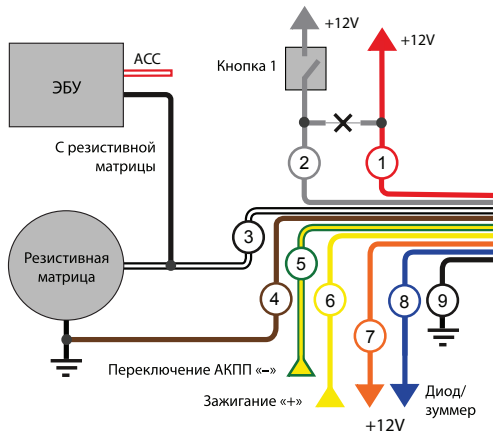 +12V
+12V
Кнопка 1
ACC
ЭБУ
С резистивной
матрицы
2
1
3
Резистивная
матрица
5
4
6
7
8
9
Переключение АКПП «–»
Зажигание «+»
+12V
Диод/
зуммер